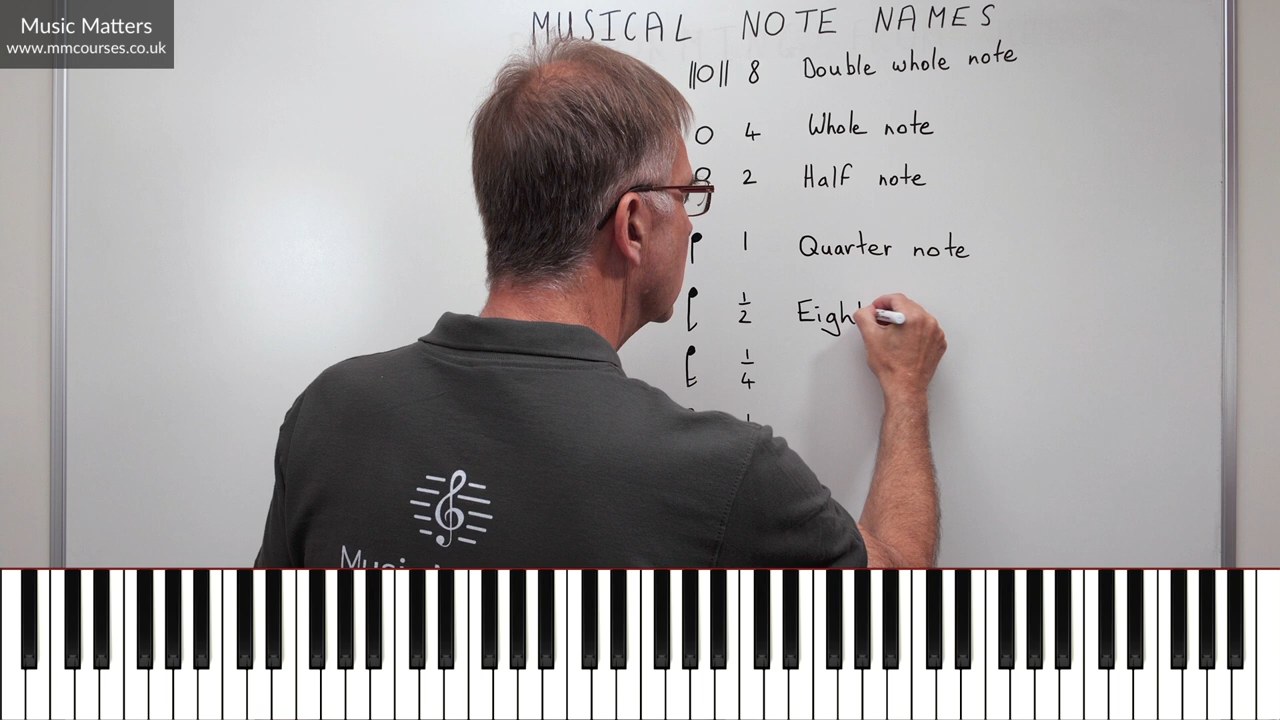 Music Matters
www.mmcourses.co.uk
MUSICAL NOTE NAMES
8 Double whole note
4 Whole note
2 Half note
1 Quarter note
1/2 Eigh
1/4